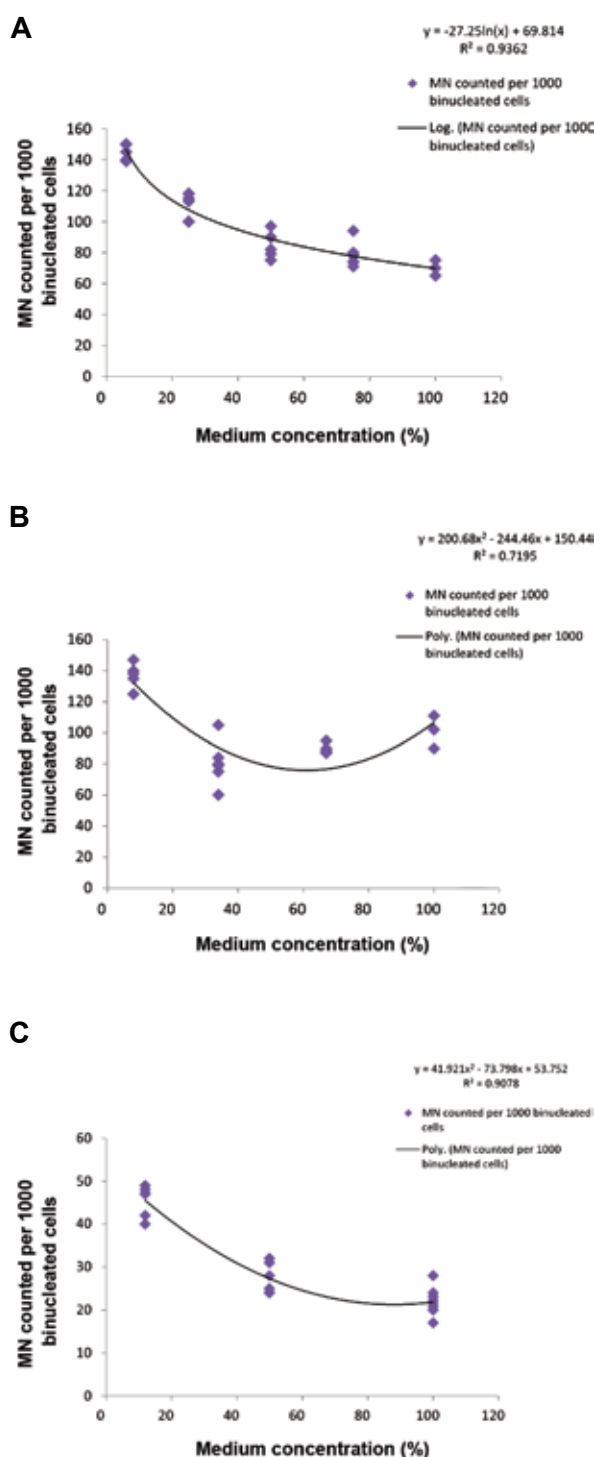 A
y = -27.25ln(x) + 69.814
R² = 0.9362
MN counted per 1000
binucleated cells
Log. (MN counted per 100
binucleated cells)
MN counted per 1000
binucleated cells
160
140
120
100
80
60
40
20
0
0 20 40 60 80 100 120
Medium concentration (%)
B
y = 200.68x² - 244.46x + 150.44
R² = 0.7195
MN counted per 1000
binucleated cells
Poly. (MN counted per 1000
binucleated cells)
MN counted per 1000
binucleated cells
160
140
120
100
80
60
40
20
0
0 20 40 60 80 100 120
Medium concentration (%)
C
y = 41.921x² - 73.798x + 53.752
R² = 0.9078
MN counted per 1000 binucleated
cells
Poly. (MN counted per 1000
binucleated cells)
MN counted per 1000
binucleated cells
60
50
40
30
20
10
0
0 20 40 60 80 100 120
Medium concentration (%)